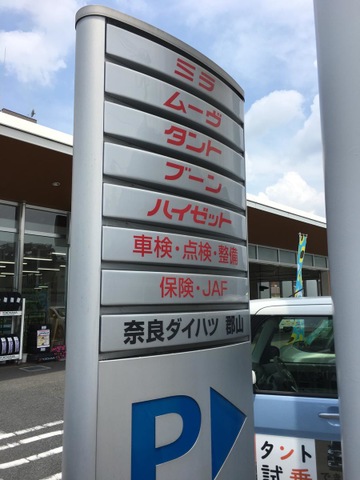 ミラ
ムーヴ
タント
ブーン
ハイゼット
車検・点検・整備
保険・JAF
奈良ダイハツ 郡山
P
タント
試乗